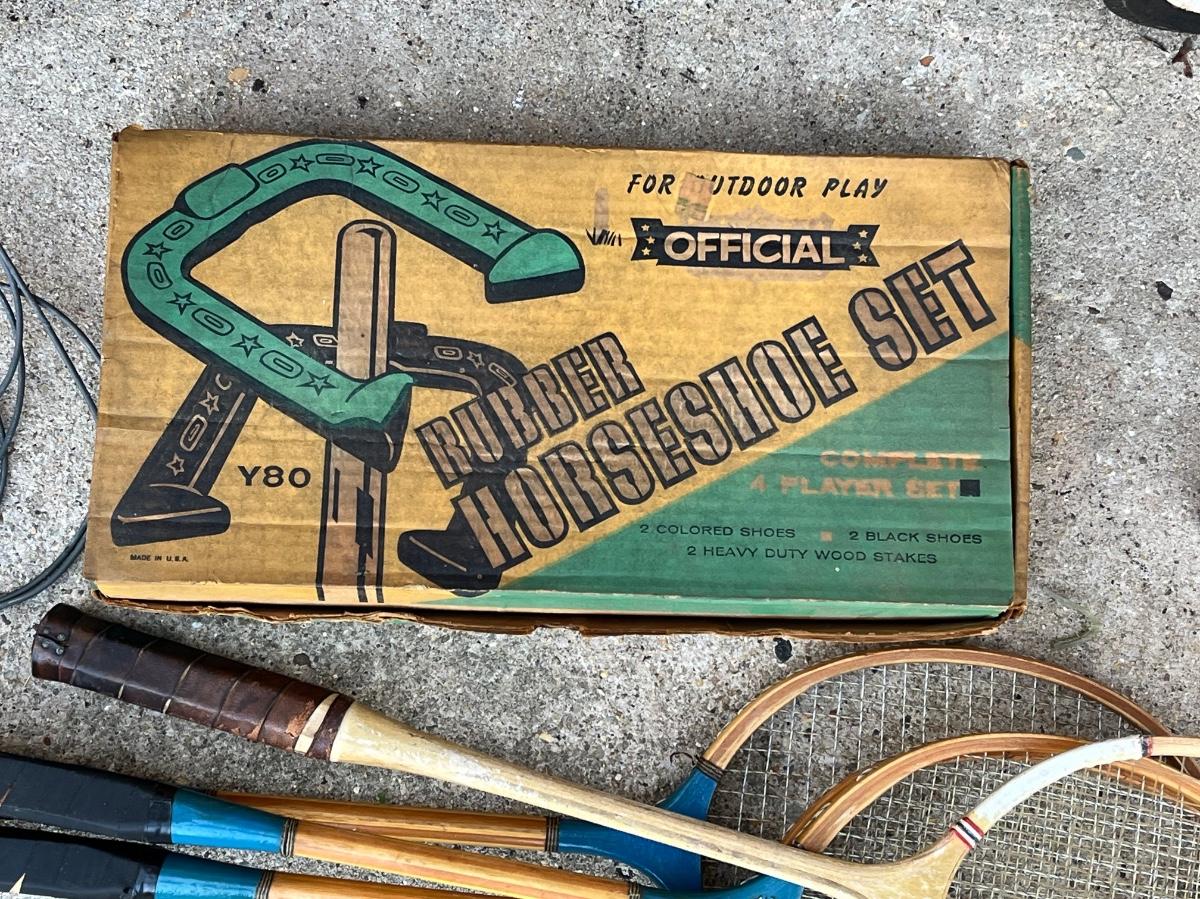 FOR OUTDOOR PLAY
OFFICIAL
RUBBER
HORSESHOE SET
Y80
COMPLETE
4 PLAYER SET
2 COLORED SHOES 2 BLACK SHOES
2 HEAVY DUTY WOOD STAKES
MADE IN U.S.A.